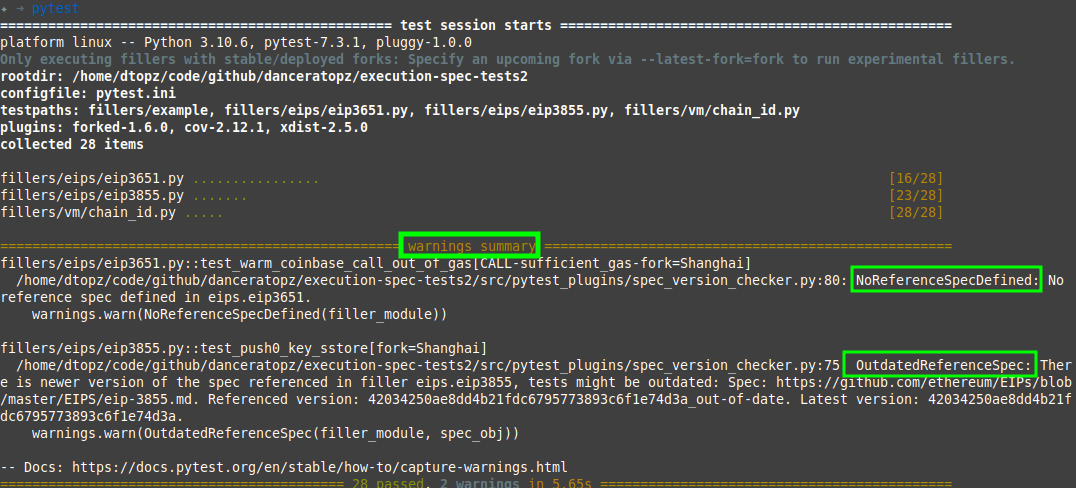 → pytest
================================================= test session starts =================================================
platform linux -- Python 3.10.6, pytest-7.3.1, pluggy-1.0.0
Only executing fillers with stable/deployed forks: Specify an upcoming fork via --latest-fork=fork to run experimental fillers.
rootdir: /home/dtopz/code/github/danceratopz/execution-spec-tests2
configfile: pytest.ini
testpaths: fillers/example, fillers/eips/eip3651.py, fillers/eips/eip3855.py, fillers/vm/chain_id.py
plugins: forked-1.6.0, cov-2.12.1, xdist-2.5.0
collected 28 items
fillers/eips/eip3651.py ................ [16/28]
fillers/eips/eip3855.py ....... [23/28]
fillers/vm/chain_id.py ..... [28/28]
================================================== warnings summary ===================================================
fillers/eips/eip3651.py::test_warm_coinbase_call_out_of_gas[CALL-sufficient_gas-fork=Shanghai]
/home/dtopz/code/github/danceratopz/execution-spec-tests2/src/pytest_plugins/spec_version_checker.py:80: NoReferenceSpecDefined: No
reference spec defined in eips.eip3651.
warnings.warn(NoReferenceSpecDefined(filler_module))
fillers/eips/eip3855.py::test_push0_key_sstore[fork=Shanghai]
/home/dtopz/code/github/danceratopz/execution-spec-tests2/src/pytest_plugins/spec_version_checker.py:75 OutdatedReferenceSpec: Ther
e is newer version of the spec referenced in filler eips.eip3855, tests might be outdated: Spec: https://github.com/ethereum/EIPs/blob
/master/EIPS/eip-3855.md. Referenced version: 42034250ae8dd4b21fdc6795773893c6f1e74d3a_out-of-date. Latest version: 42034250ae8dd4b21f
dc6795773893c6f1e74d3a.
warnings.warn(OutdatedReferenceSpec(filler_module, spec_obj))
-- Docs: https://docs.pytest.org/en/stable/how-to/capture-warnings.html
=========================================== 28 passed, 2 warnings in 5.65s ============================================